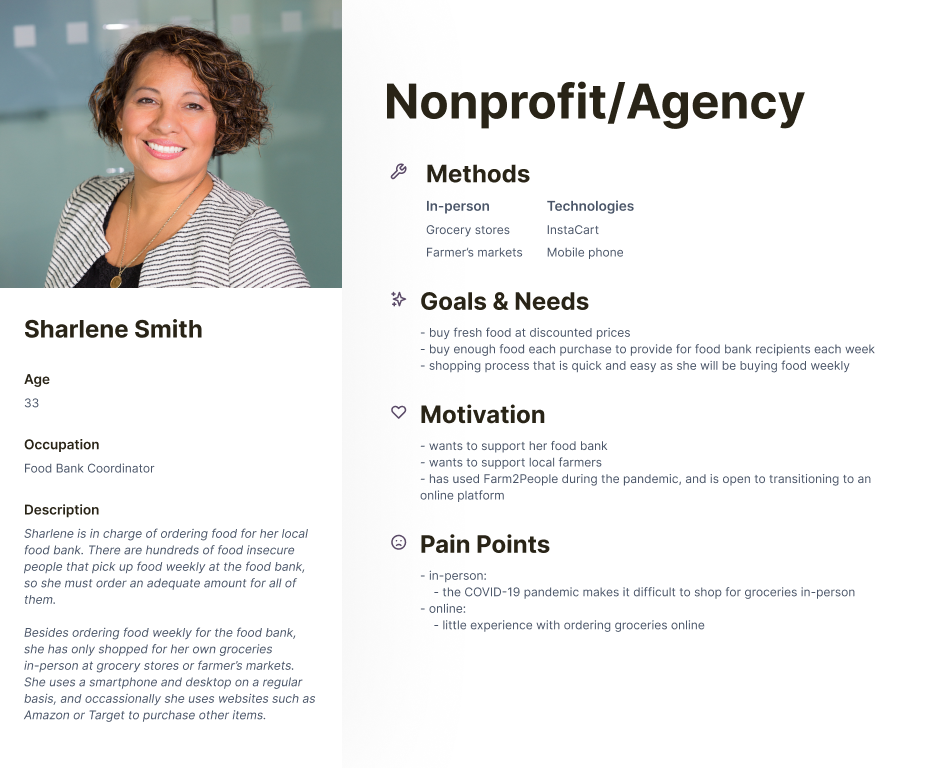 Sharlene Smith
Age
33
Occupation
Food Bank Coordinator
Description
Sharlene is in charge of ordering food for her local
food bank. There are hundreds of food insecure
people that pick up food weekly at the food bank,
so she must order an adequate amount for all of
them.
Besides ordering food weekly for the food bank,
she has only shopped for her own groceries
in-person at grocery stores or farmer’s markets.
She uses a smartphone and desktop on a regular
basis, and occassionally she uses websites such as
Amazon or Target to purchase other items.
Nonprofit/Agency
Methods
In-person Technologies
Grocery stores InstaCart
Farmer’s markets Mobile phone
Goals & Needs
- buy fresh food at discounted prices
- buy enough food each purchase to provide for food bank recipients each week
- shopping process that is quick and easy as she will be buying food weekly
Motivation
- wants to support her food bank
- wants to support local farmers
- has used Farm2People during the pandemic, and is open to transitioning to an
online platform
Pain Points
- in-person:
- the COVID-19 pandemic makes it difficult to shop for groceries in-person
- online:
- little experience with ordering groceries online